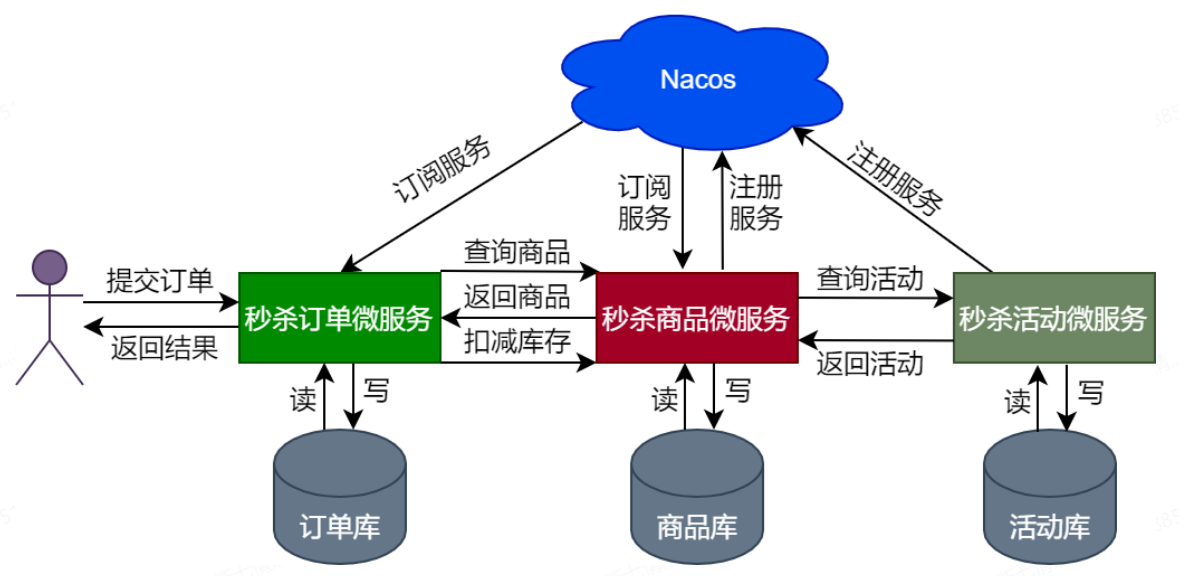 Nacos
订阅服务
订阅
服务
注册
服务
注册服务
提交订单
返回结果
秒杀订单微服务
查询商品
返回商品
扣减库存
秒杀商品微服务
查询活动
返回活动
秒杀活动微服务
读
写
读
写
读
写
订单库
商品库
活动库